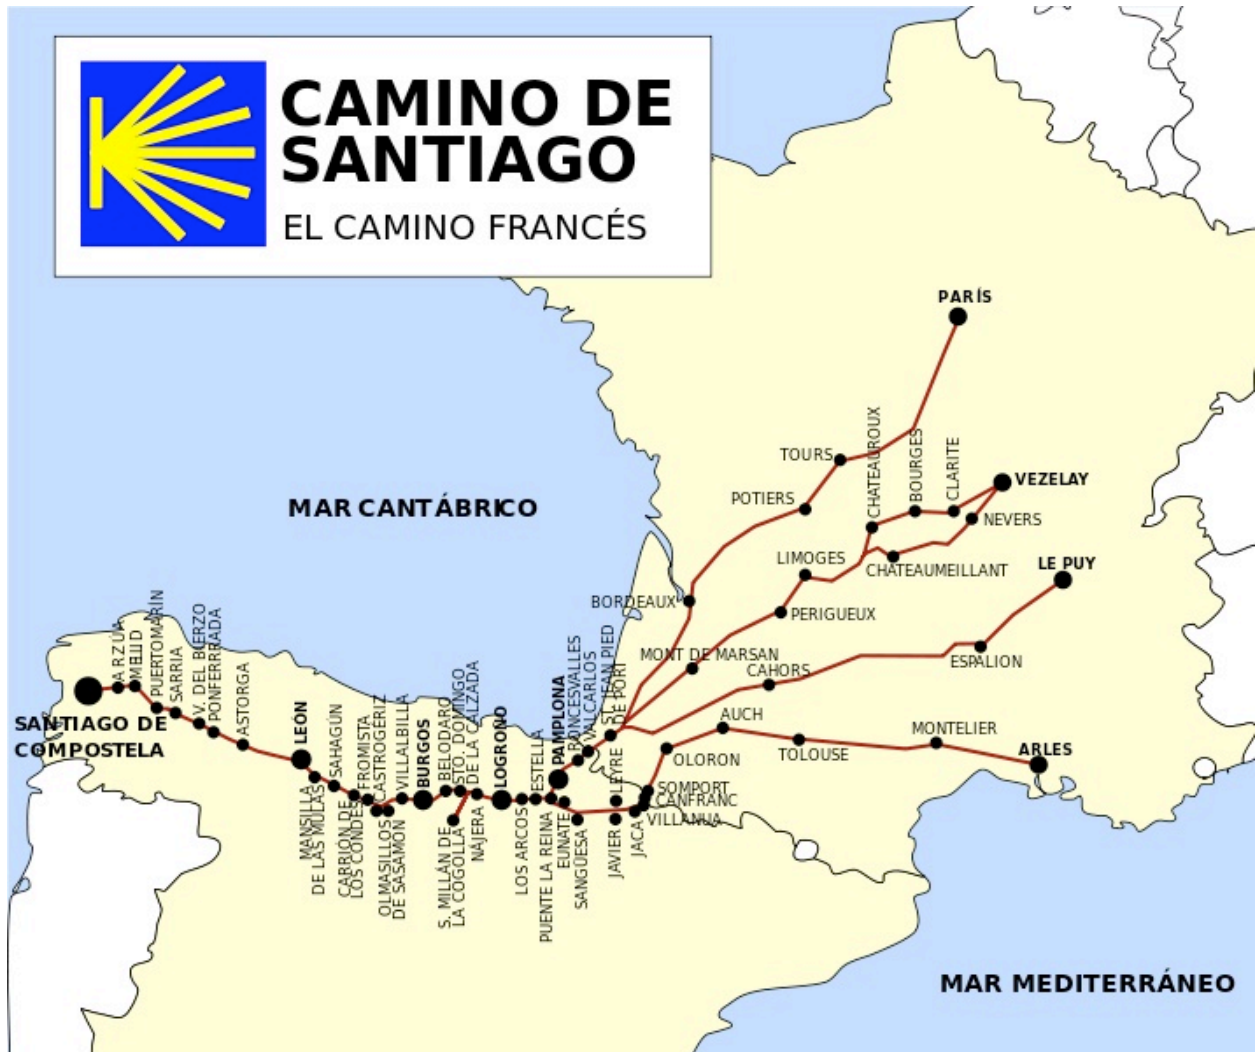 CAMINO DE
SANTIAGO
EL CAMINO FRANCÉS
PARÍS
TOURS
POTIERS
CHATEAUROUX
BOURGES
CLARITE
VEZELAY
NEVERS
CHATEAUMEILLANT
LIMOGES
PERIGUEUX
LE PUY
MAR CANTÁBRICO
BORDEAUX
MONT DE MARSAN
CAHORS
ESPALION
AUCH
TOLOUSE
MONTELIER
ARLES
OLORON
SOMPORT
CANFRANC
VILLANUA
JACA
LEYRE
JAVIER
ST. JEAN PIED
DE PORT
VALCARLOS
RONCESVALLES
PAMPLONA
SANGÜESA
EUNATE
PUENTE LA REINA
ESTELLA
LOS ARCOS
LOGROÑO
NÁJERA
STO. DOMINGO
DE LA CALZADA
S. MILLÁN DE
LA COGOLLA
BELODARO
BURGOS
VILLALBILLA
OLMASILLOS
DE SASAMON
CASTROGERIZ
FROMISTA
CARRION DE
LOS CONDES
SAHAGÚN
MANSILLA
DE LAS MULAS
LEÓN
ASTORGA
PONFERRRADA
V. DEL BIERZO
SARRIA
PUERTOMARÍN
MELLID
ARZUA
SANTIAGO DE
COMPOSTELA
MAR MEDITERRÁNEO